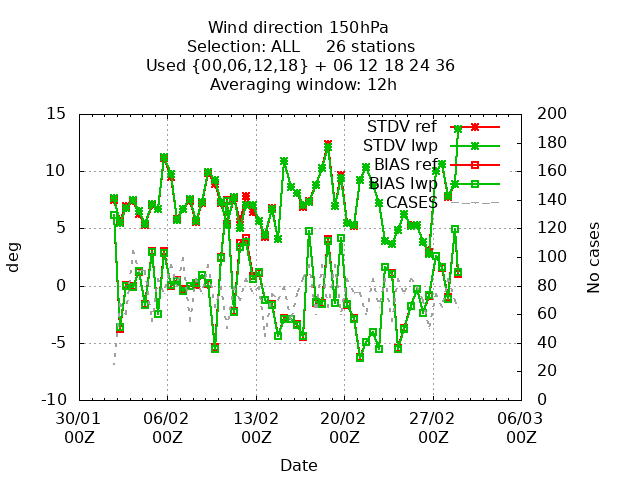 Wind direction 150hPa
Selection: ALL     26 stations
Used {00,06,12,18} + 06 12 18 24 36
Averaging window: 12h
STDV ref
STDV lwp
BIAS ref
BIAS lwp
CASES
15
10
5
0
-5
-10
deg
200
180
160
140
120
100
80
60
40
20
0
No cases
30/01 06/02 13/02 20/02 27/02 06/03
00Z 00Z 00Z 00Z 00Z 00Z
Date